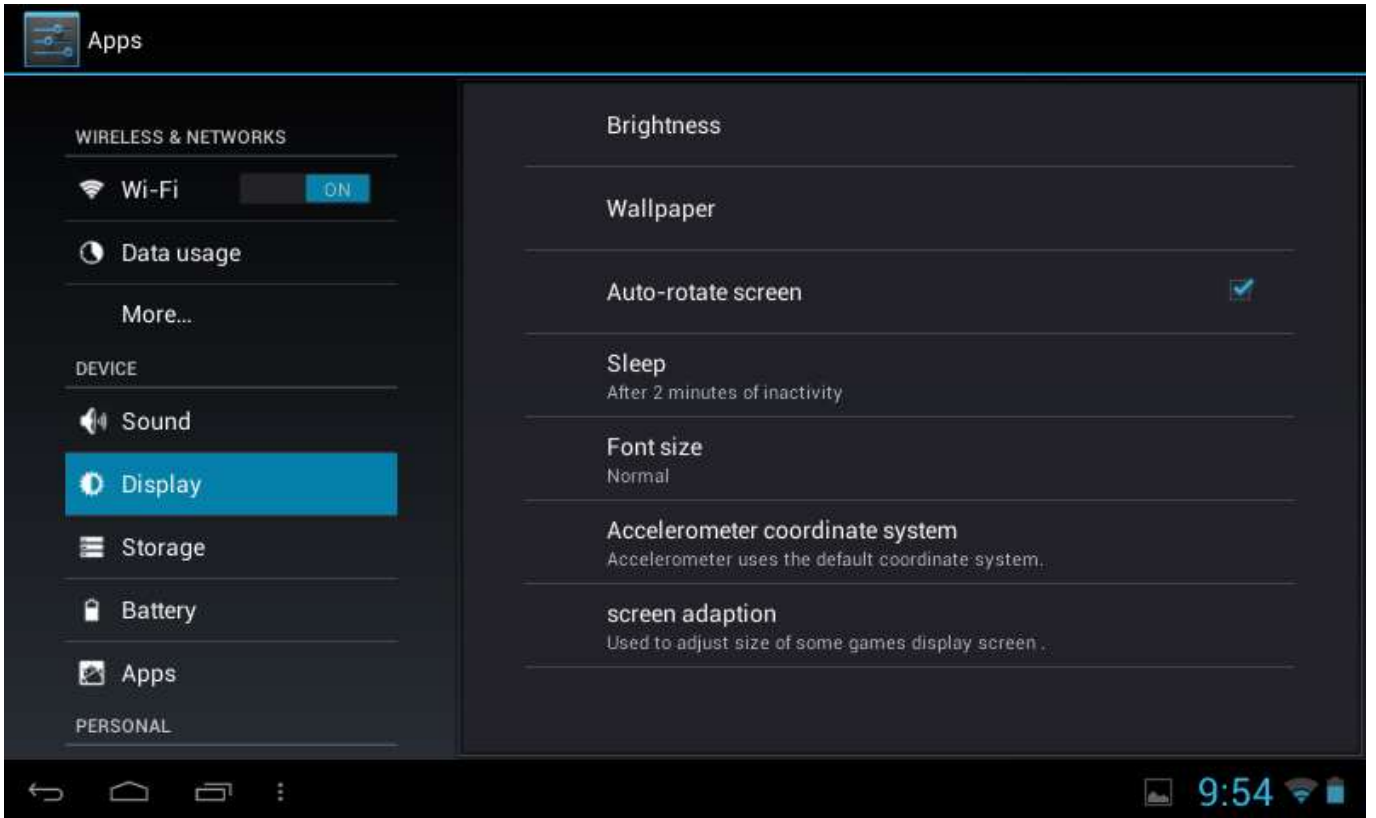 Apps
WIRELESS & NETWORKS
Wi-Fi ON
Data usage
More...
DEVICE
Sound
Display
Storage
Battery
Apps
PERSONAL
Brightness
Wallpaper
Auto-rotate screen
Sleep
After 2 minutes of inactivity
Font size
Normal
Accelerometer coordinate system
Accelerometer uses the default coordinate system.
screen adaption
Used to adjust size of some games display screen .
9:54